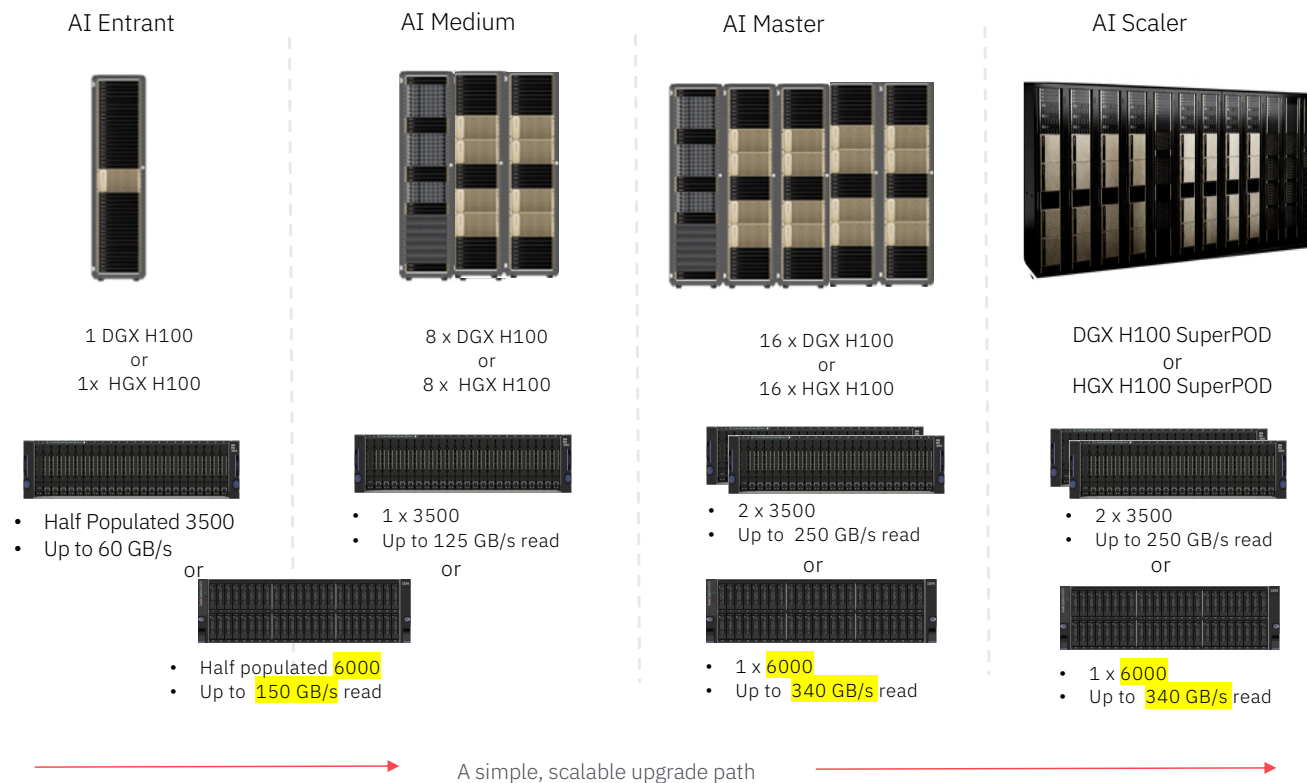 AI Entrant
AI Medium
AI Master
AI Scaler
1 DGX H100
or
1x HGX H100
8 x DGX H100
or
8 x HGX H100
16 x DGX H100
or
16 x HGX H100
DGX H100 SuperPOD
or
HGX H100 SuperPOD
• Half Populated 3500
• Up to 60 GB/s
or
• 1 x 3500
• Up to 125 GB/s read
or
• Half populated 6000
• Up to 150 GB/s read
• 2 x 3500
• Up to 250 GB/s read
or
• 1 x 6000
• Up to 340 GB/s read
• 2 x 3500
• Up to 250 GB/s read
or
• 1 x 6000
• Up to 340 GB/s read
A simple, scalable upgrade path